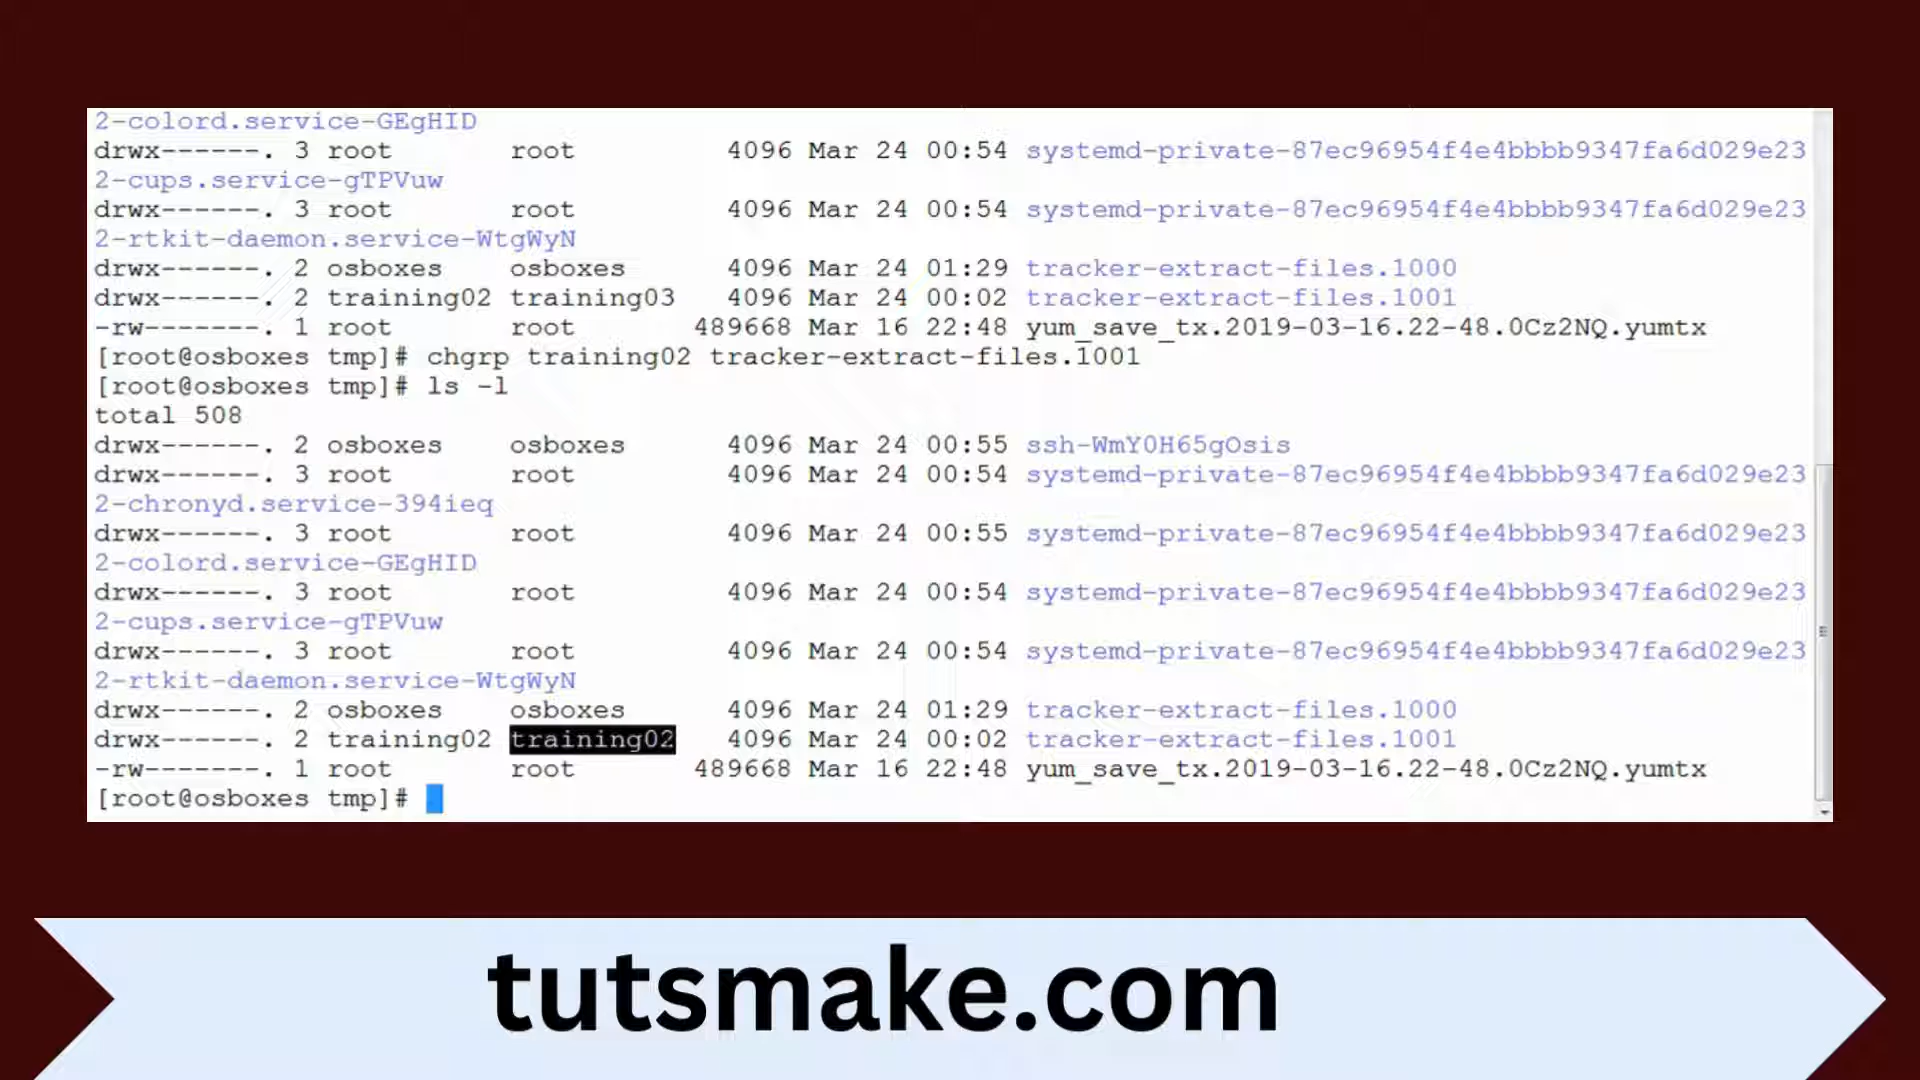 2-colord.service-GEgHID
drwx------. 3 root root 4096 Mar 24 00:54 systemd-private-87ec96954f4e4bbbb9347fa6d029e23
2-cups.service-gTPVuw
drwx------. 3 root root 4096 Mar 24 00:54 systemd-private-87ec96954f4e4bbbb9347fa6d029e23
2-rtkit-daemon.service-WtgWyN
drwx------. 2 osboxes osboxes 4096 Mar 24 01:29 tracker-extract-files.1000
drwx------. 2 training02 training03 4096 Mar 24 00:02 tracker-extract-files.1001
-rw-------. 1 root root 489668 Mar 16 22:48 yum_save_tx.2019-03-16.22-48.0Cz2NQ.yumtx
[root@osboxes tmp]# chgrp training02 tracker-extract-files.1001
[root@osboxes tmp]# ls -l
total 508
drwx------. 2 osboxes osboxes 4096 Mar 24 00:55 ssh-WmY0H65gOsis
drwx------. 3 root root 4096 Mar 24 00:54 systemd-private-87ec96954f4e4bbbb9347fa6d029e23
2-chronyd.service-394ieq
drwx------. 3 root root 4096 Mar 24 00:55 systemd-private-87ec96954f4e4bbbb9347fa6d029e23
2-colord.service-GEgHID
drwx------. 3 root root 4096 Mar 24 00:54 systemd-private-87ec96954f4e4bbbb9347fa6d029e23
2-cups.service-gTPVuw
drwx------. 3 root root 4096 Mar 24 00:54 systemd-private-87ec96954f4e4bbbb9347fa6d029e23
2-rtkit-daemon.service-WtgWyN
drwx------. 2 osboxes osboxes 4096 Mar 24 01:29 tracker-extract-files.1000
drwx------. 2 training02 training02 4096 Mar 24 00:02 tracker-extract-files.1001
-rw-------. 1 root root 489668 Mar 16 22:48 yum_save_tx.2019-03-16.22-48.0Cz2NQ.yumtx
[root@osboxes tmp]#
tutsmake.com